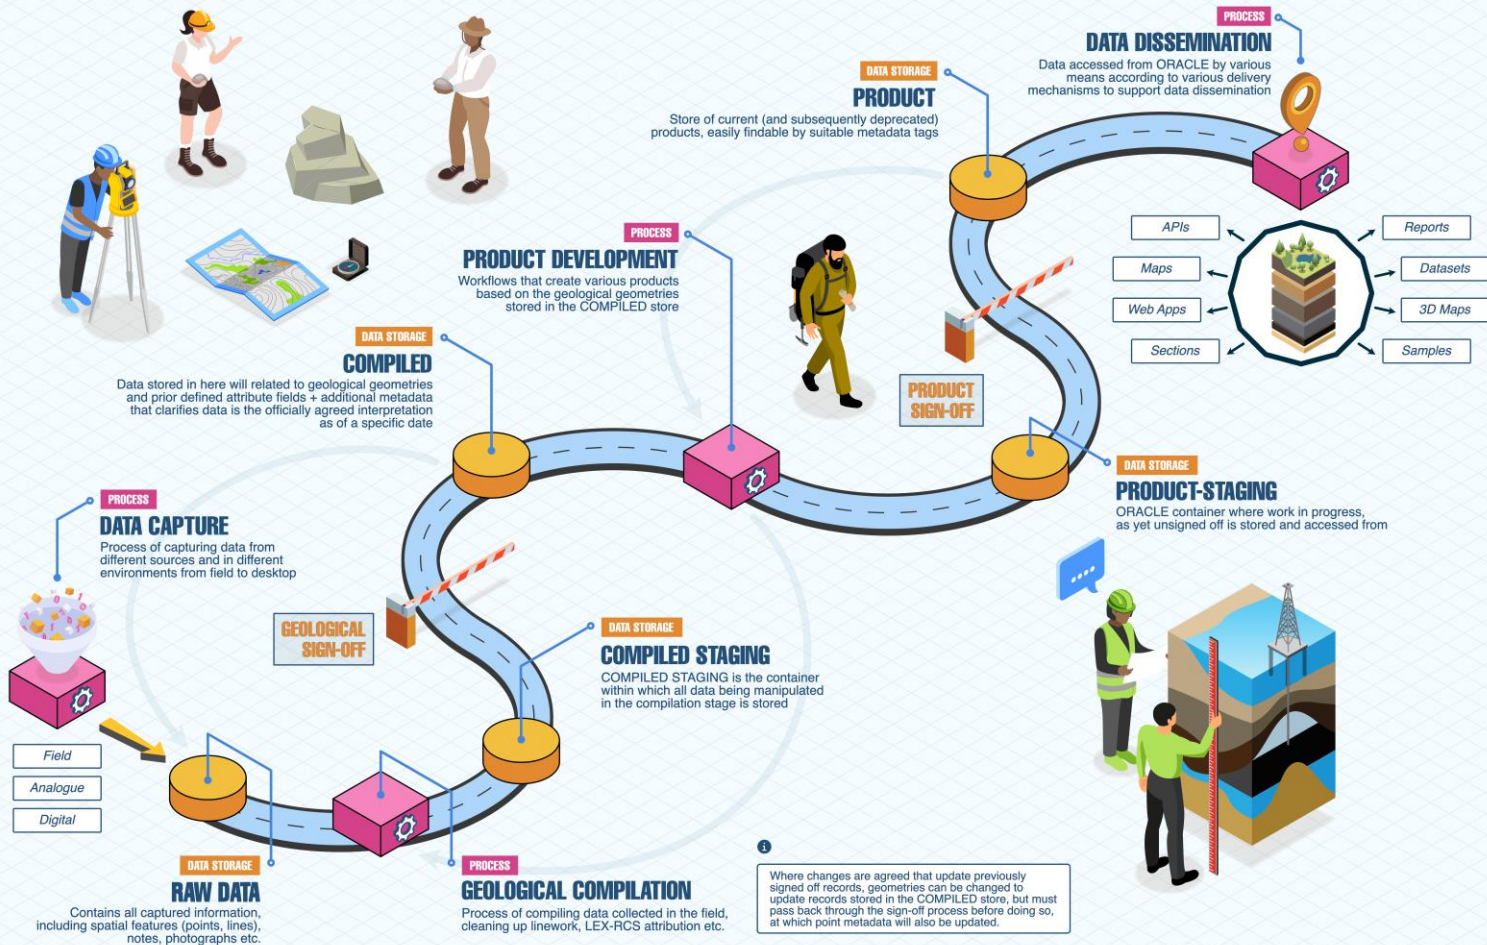 PROCESS
DATA DISSEMINATION
Data accessed from ORACLE by various
means according to various delivery
mechanisms to support data dissemination
DATA STORAGE
PRODUCT
Store of current (and subsequently deprecated)
products, easily findable by suitable metadata tags
APIs
Maps
Web Apps
Sections
Reports
Datasets
3D Maps
Samples
PROCESS
PRODUCT DEVELOPMENT
Workflows that create various products
based on the geological geometries
stored in the COMPILED store
DATA STORAGE
COMPILED
Data stored in here will related to geological geometries
and prior defined attribute fields + additional metadata
that clarifies data is the officially agreed interpretation
as of a specific date
PRODUCT
SIGN-OFF
DATA STORAGE
PRODUCT-STAGING
ORACLE container where work in progress,
as yet unsigned off is stored and accessed from
PROCESS
DATA CAPTURE
Process of capturing data from
different sources and in different
environments from field to desktop
GEOLOGICAL
SIGN-OFF
DATA STORAGE
COMPILED STAGING
COMPILED STAGING is the container
within which all data being manipulated
in the compilation stage is stored
Field
Analogue
Digital
DATA STORAGE
RAW DATA
Contains all captured information,
including spatial features (points, lines),
notes, photographs etc.
PROCESS
GEOLOGICAL COMPILATION
Process of compiling data collected in the field,
cleaning up linework, LEX-RCS attribution etc.
i
Where changes are agreed that update previously
signed off records, geometries can be changed to
update records stored in the COMPILED store, but must
pass back through the sign-off process before doing so,
at which point metadata will also be updated.